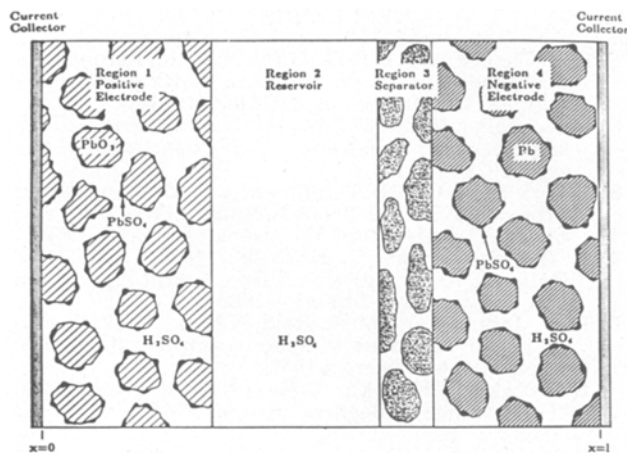 Current
Collector
Current
Collector
Region 1
Positive
Electrode
Region 2
Reservoir
Region 3
Separator
Region 4
Negative
Electrode
PbO₂
Pb
PbSO₄
PbSO₄
H₂SO₄
H₂SO₄
H₂SO₄
x=0
x=1